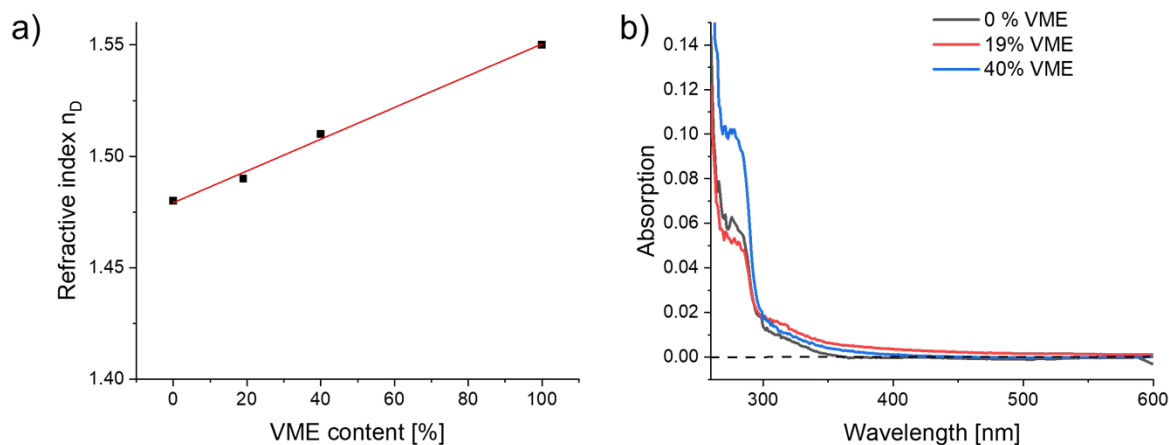 a)
Refractive index n_D
1.55
1.50
1.45
1.40
0
20
40
60
80
100
VME content [%]
b)
0 % VME
19% VME
40% VME
Absorption
0.14
0.12
0.10
0.08
0.06
0.04
0.02
0.00
300
400
500
600
Wavelength [nm]